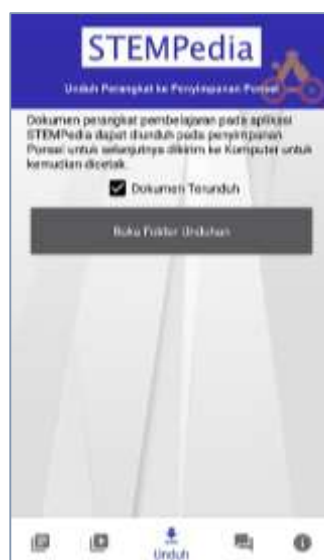 STEMPedia
Unduh Perangkat ke Penyimpanan Ponsel
Dokumen perangkat pembelajaran pada aplikasi
STEMPedia dapat diunduh pada penyimpanan
Ponsel untuk selanjutnya dikirim ke Komputer untuk
kemudian dicetak.
Dokumen Terunduh
Buka Folder Unduhan
Unduh